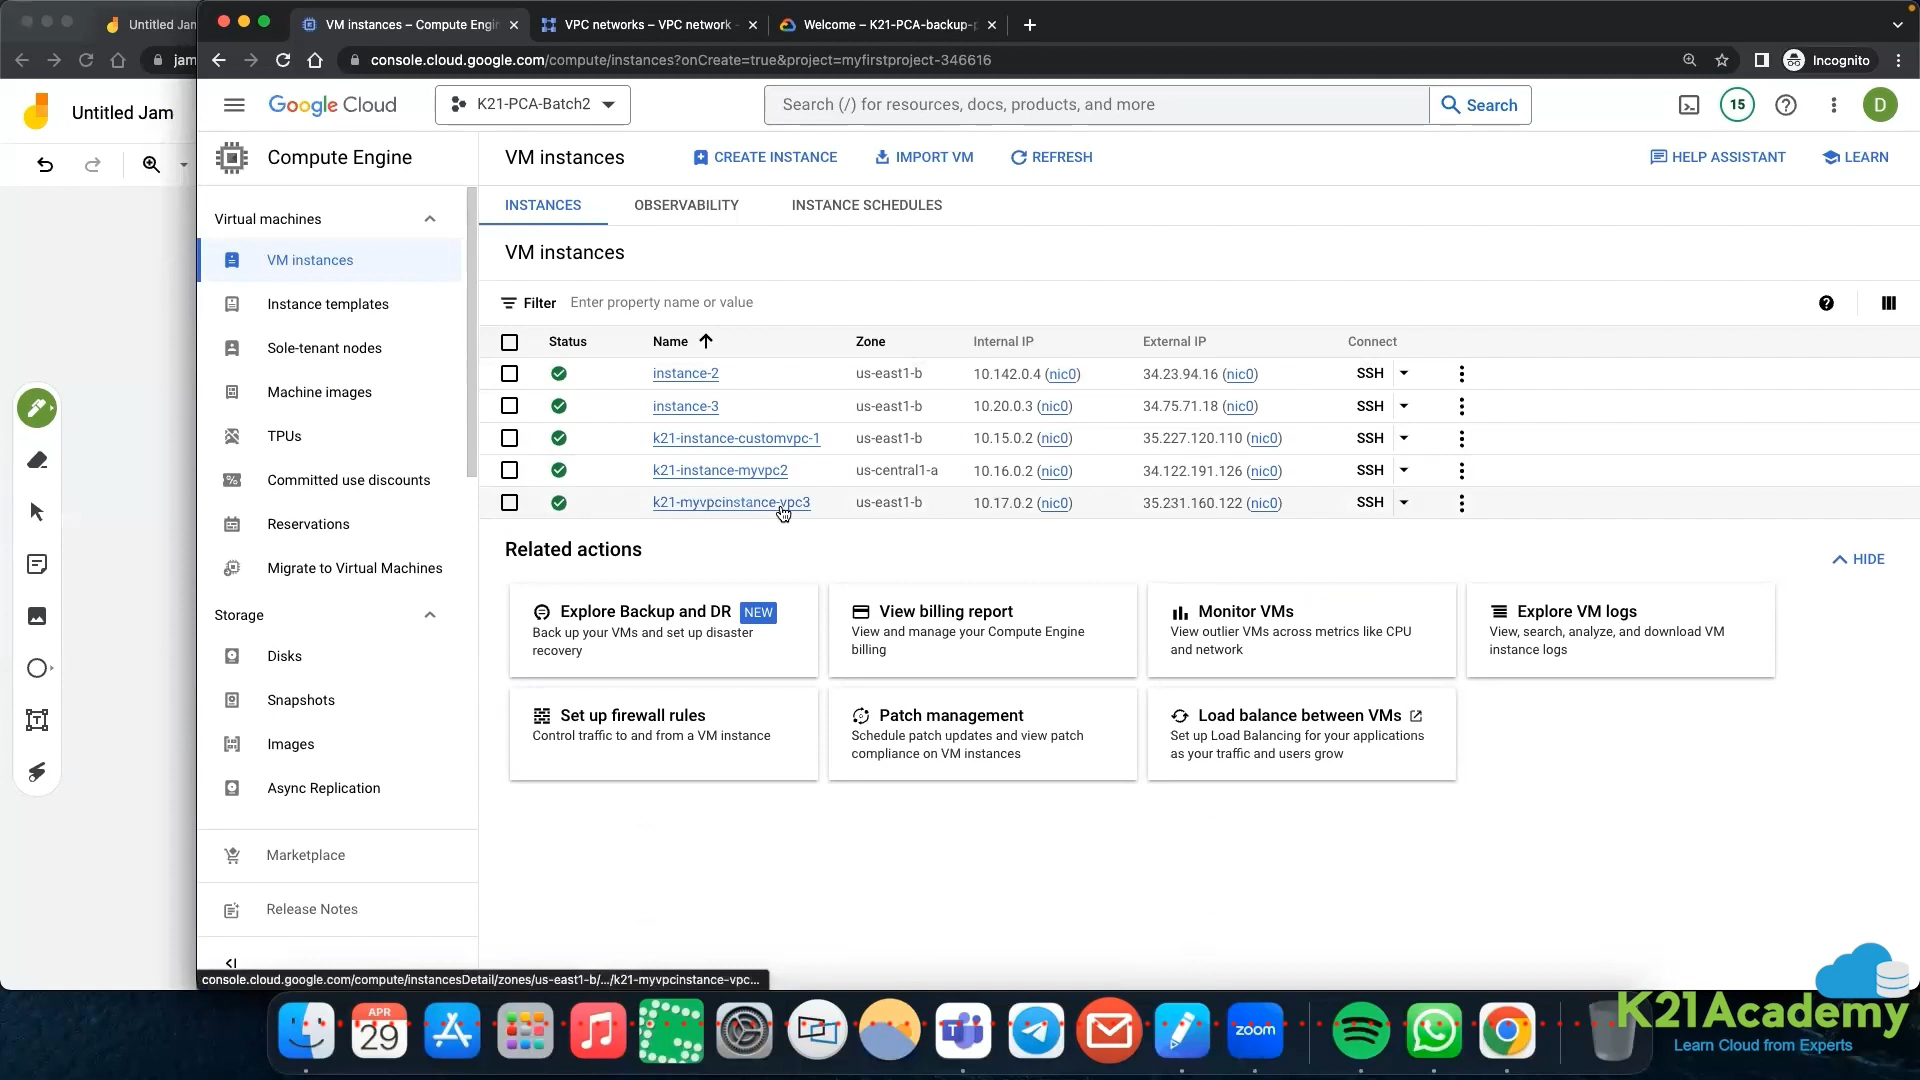 Untitled Jam
VM instances – Compute Engin
VPC networks – VPC network
Welcome – K21-PCA-backup-p
jam
console.cloud.google.com/compute/instances?onCreate=true&project=myfirstproject-346616
Incognito
Untitled Jam
Google Cloud
K21-PCA-Batch2
Search (/) for resources, docs, products, and more
Search
15
D
Compute Engine
VM instances
CREATE INSTANCE
IMPORT VM
REFRESH
HELP ASSISTANT
LEARN
Virtual machines
VM instances
Instance templates
Sole-tenant nodes
Machine images
TPUs
Committed use discounts
Reservations
Migrate to Virtual Machines
Storage
Disks
Snapshots
Images
Async Replication
Marketplace
Release Notes
INSTANCES
OBSERVABILITY
INSTANCE SCHEDULES
VM instances
Filter Enter property name or value
Status Name Zone Internal IP External IP Connect
instance-2 us-east1-b 10.142.0.4 (nic0) 34.23.94.16 (nic0) SSH
instance-3 us-east1-b 10.20.0.3 (nic0) 34.75.71.18 (nic0) SSH
k21-instance-customvpc-1 us-east1-b 10.15.0.2 (nic0) 35.227.120.110 (nic0) SSH
k21-instance-myvpc2 us-central1-a 10.16.0.2 (nic0) 34.122.191.126 (nic0) SSH
k21-myvpcinstance-vpc3 us-east1-b 10.17.0.2 (nic0) 35.231.160.122 (nic0) SSH
Related actions
HIDE
Explore Backup and DR NEW
Back up your VMs and set up disaster
recovery
View billing report
View and manage your Compute Engine
billing
Monitor VMs
View outlier VMs across metrics like CPU
and network
Explore VM logs
View, search, analyze, and download VM
instance logs
Set up firewall rules
Control traffic to and from a VM instance
Patch management
Schedule patch updates and view patch
compliance on VM instances
Load balance between VMs
Set up Load Balancing for your applications
as your traffic and users grow
console.cloud.google.com/compute/instancesDetail/zones/us-east1-b/.../k21-myvpcinstance-vpc...
APR
29
zoom
K21Academy
Learn Cloud from Experts